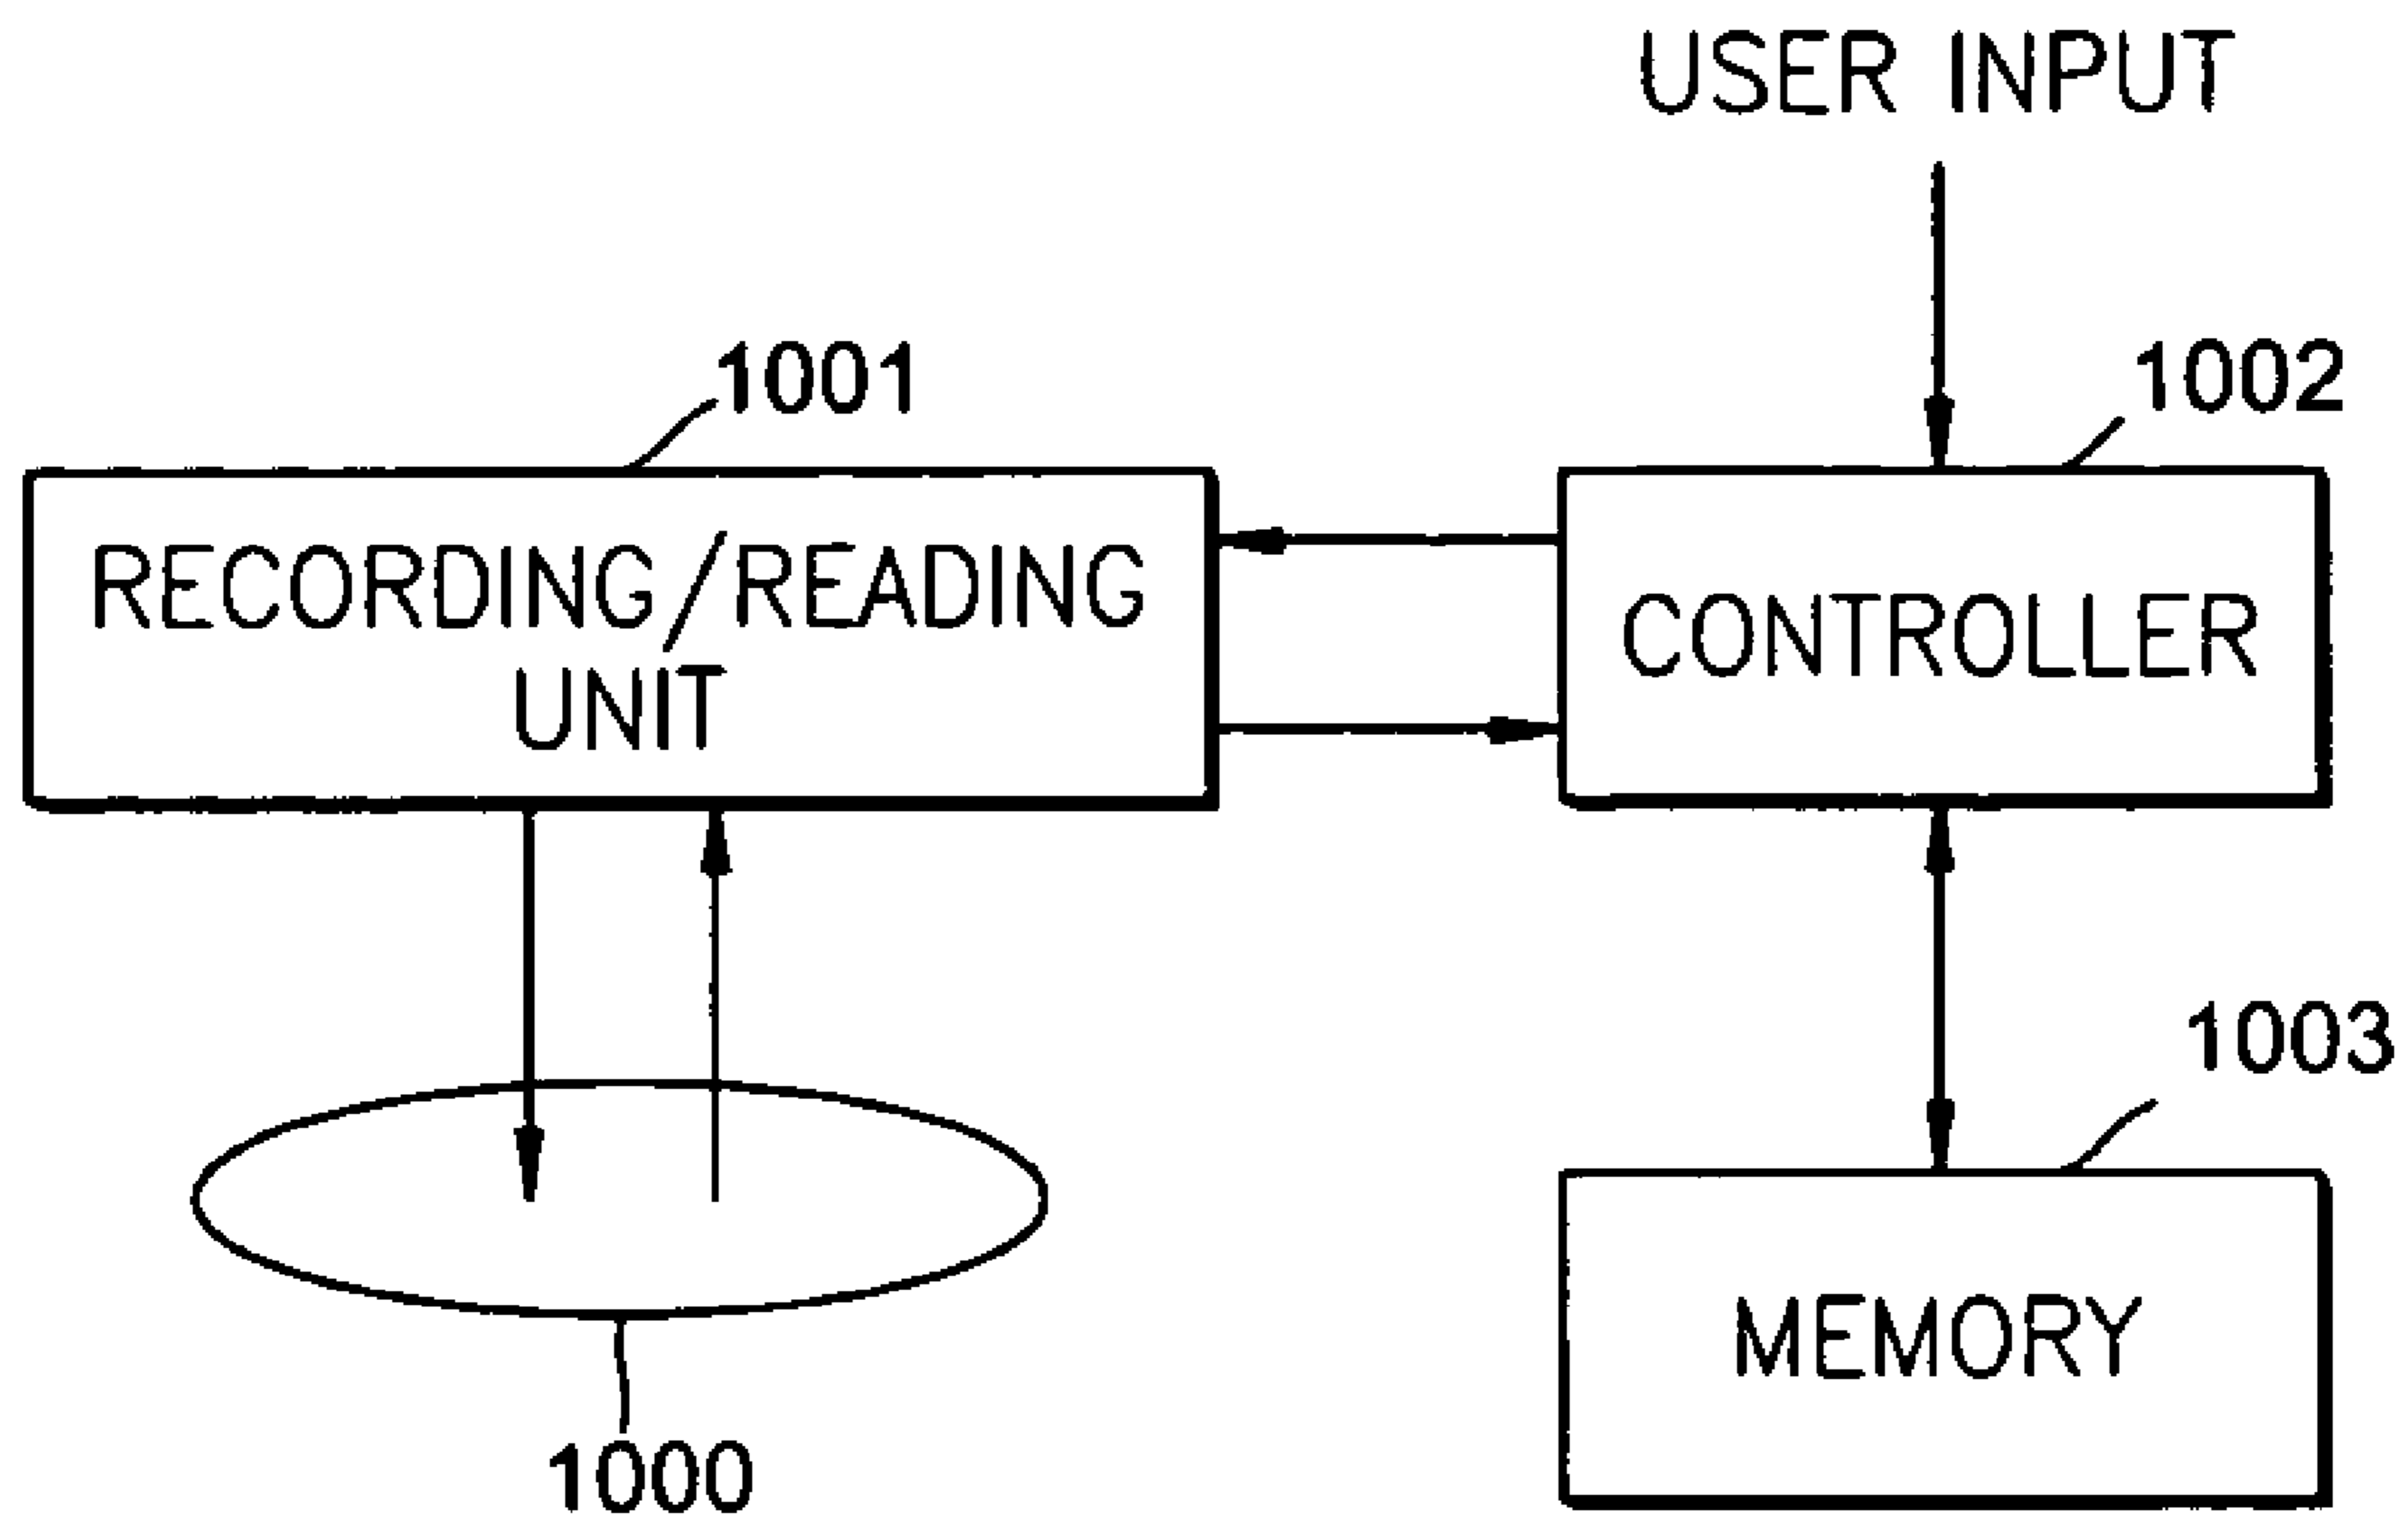 USER INPUT
1001
1002
RECORDING/READING
UNIT
CONTROLLER
1003
MEMORY
1000